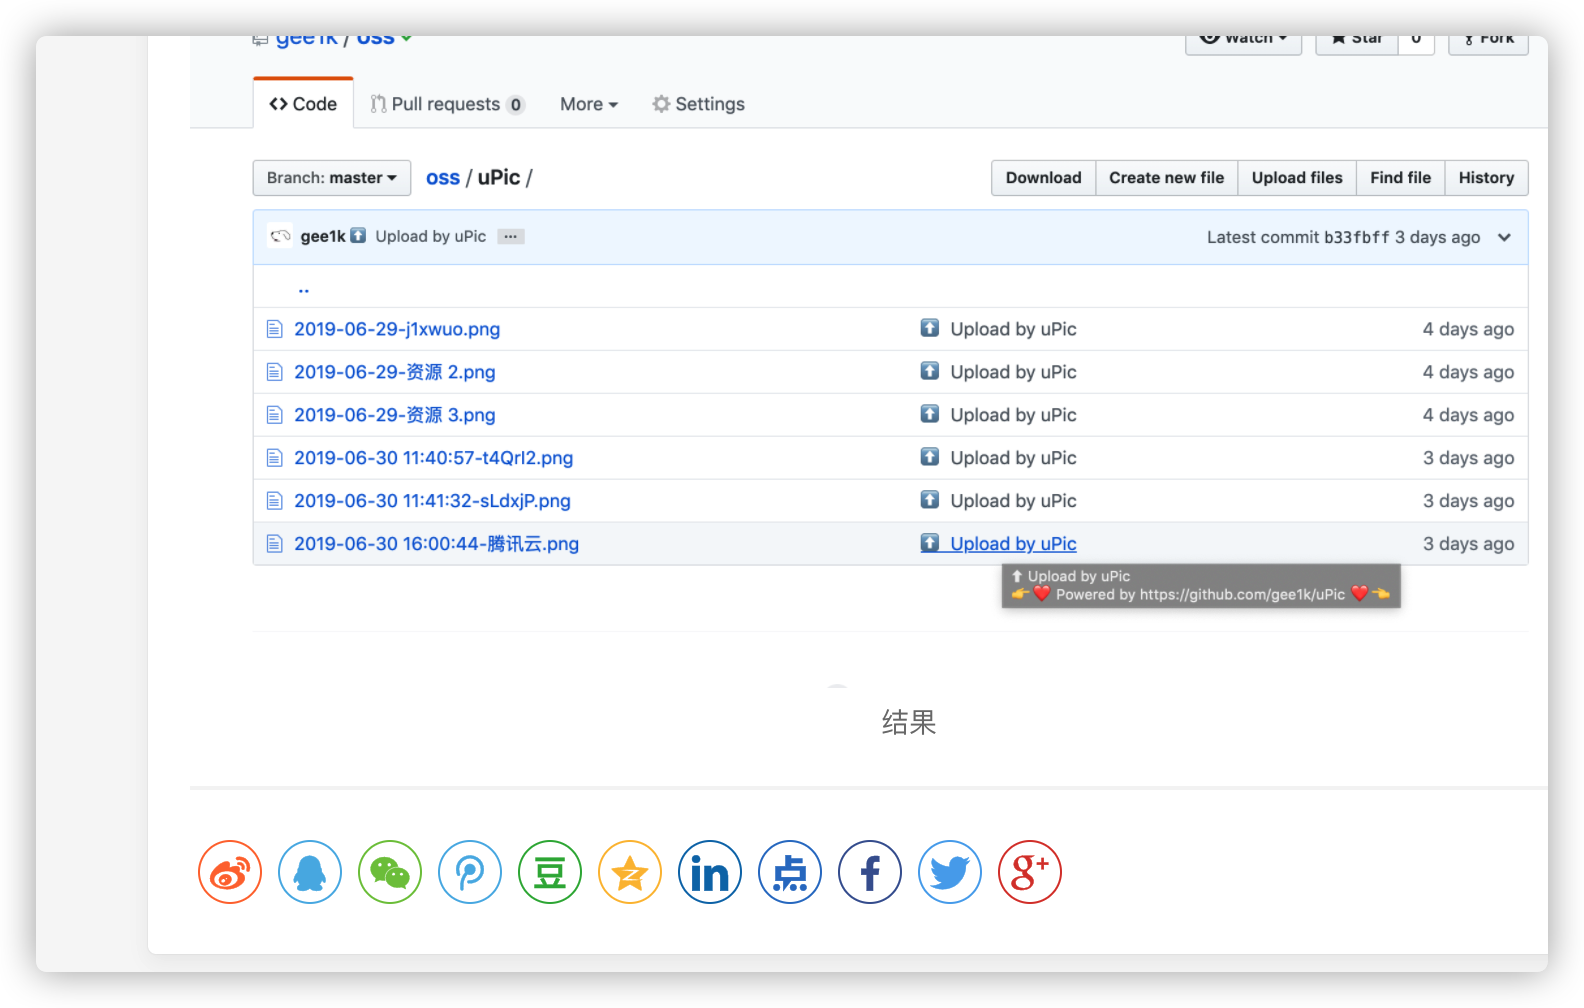 gee1k / oss
Watch
Star 0
Fork
Code
Pull requests 0
More
Settings
Branch: master
oss / uPic /
Download
Create new file
Upload files
Find file
History
gee1k ⬆ Upload by uPic ...
Latest commit b33fbff 3 days ago
..
2019-06-29-j1xwuo.png ⬆ Upload by uPic 4 days ago
2019-06-29-资源 2.png ⬆ Upload by uPic 4 days ago
2019-06-29-资源 3.png ⬆ Upload by uPic 4 days ago
2019-06-30 11:40:57-t4QrI2.png ⬆ Upload by uPic 3 days ago
2019-06-30 11:41:32-sLdxjP.png ⬆ Upload by uPic 3 days ago
2019-06-30 16:00:44-腾讯云.png ⬆ Upload by uPic 3 days ago
⬆ Upload by uPic
👉❤️ Powered by https://github.com/gee1k/uPic ❤️👈
结果
豆 in 点 f g+